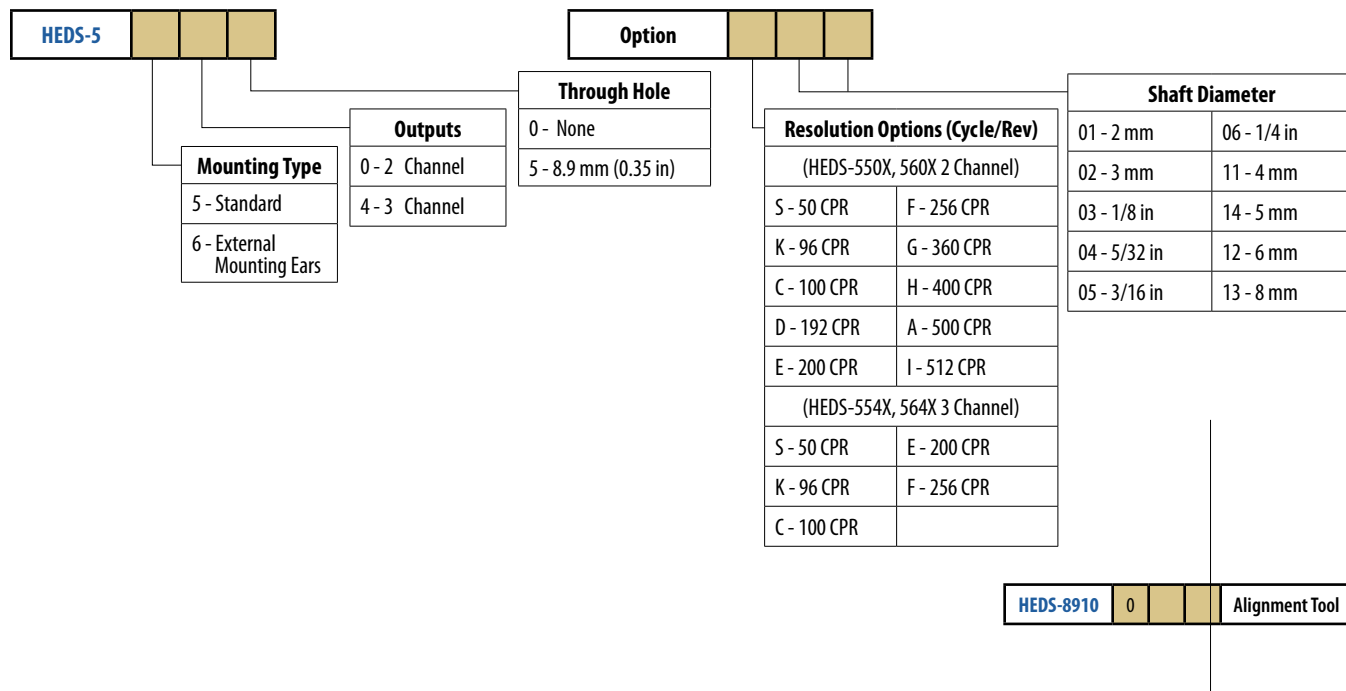 HEDS-5
Option
Through Hole
0 - None
5 - 8.9 mm (0.35 in)
Outputs
0 - 2 Channel
4 - 3 Channel
Mounting Type
5 - Standard
6 - External
Mounting Ears
Resolution Options (Cycle/Rev)
(HEDS-550X, 560X 2 Channel)
S - 50 CPR F - 256 CPR
K - 96 CPR G - 360 CPR
C - 100 CPR H - 400 CPR
D - 192 CPR A - 500 CPR
E - 200 CPR I - 512 CPR
(HEDS-554X, 564X 3 Channel)
S - 50 CPR E - 200 CPR
K - 96 CPR F - 256 CPR
C - 100 CPR
Shaft Diameter
01 - 2 mm 06 - 1/4 in
02 - 3 mm 11 - 4 mm
03 - 1/8 in 14 - 5 mm
04 - 5/32 in 12 - 6 mm
05 - 3/16 in 13 - 8 mm
HEDS-8910 0 Alignment Tool